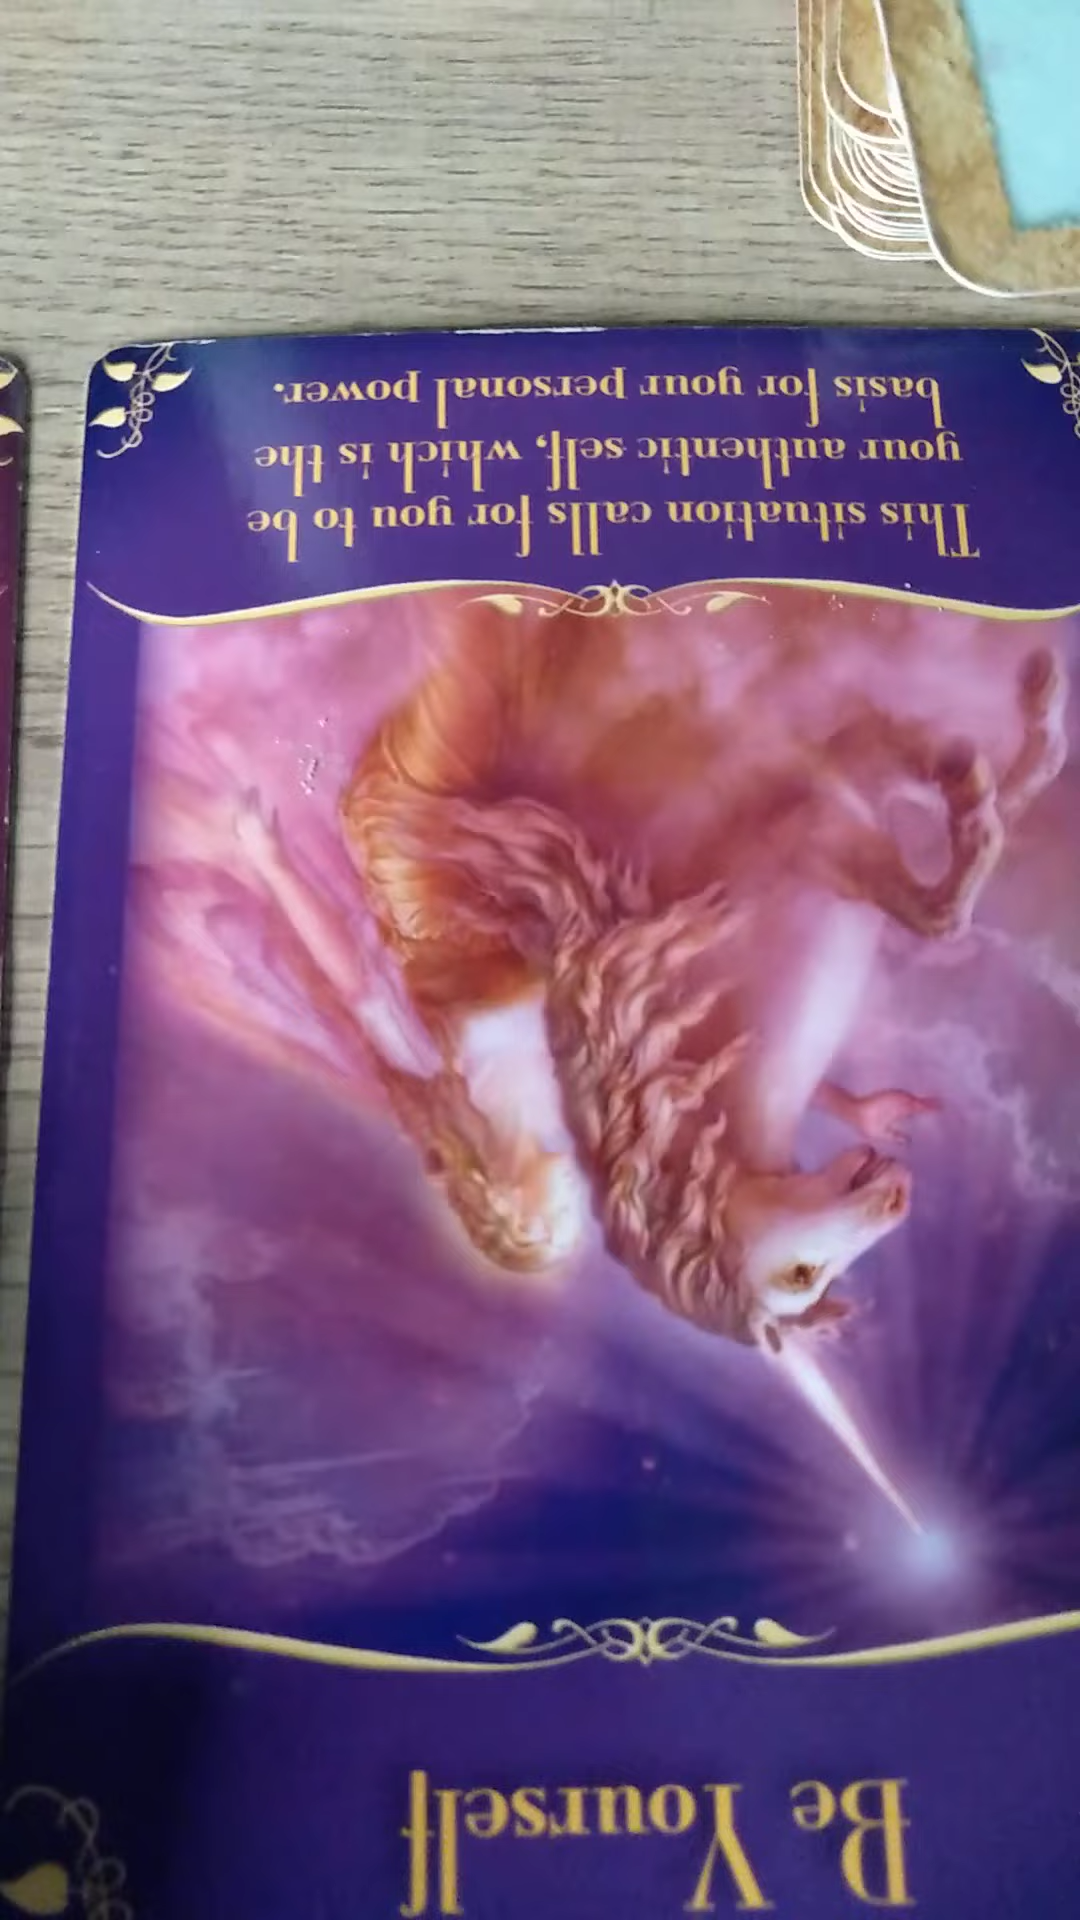 Be Yourself
This situation calls for you to be
your authentic self, which is the
basis for your personal power.